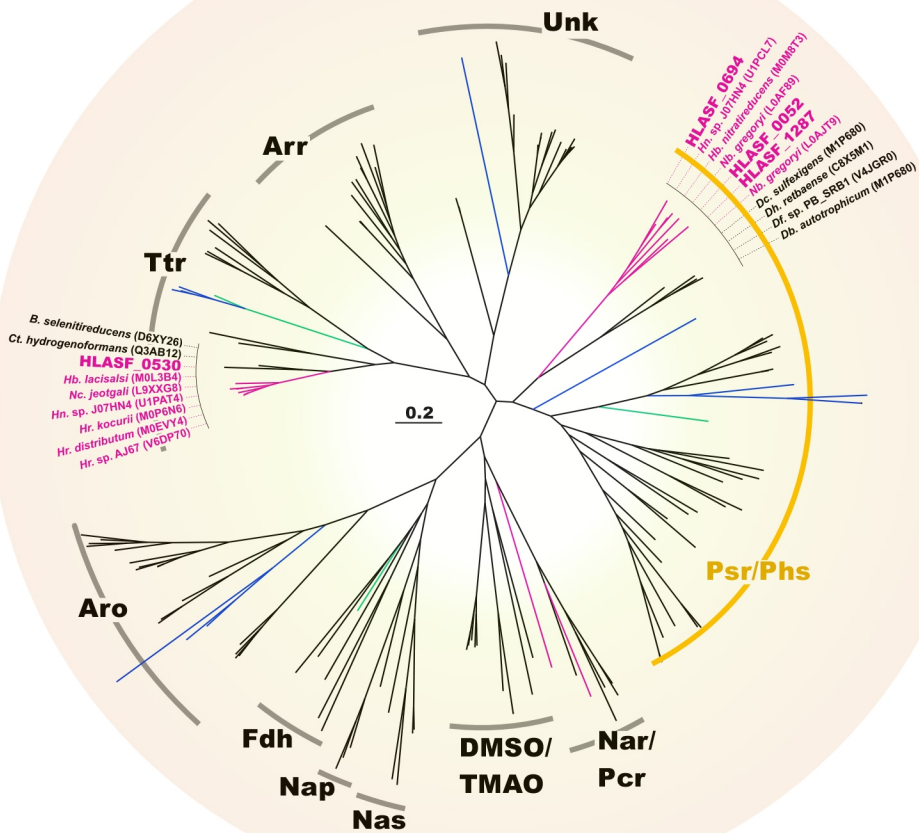 Unk
HLASF_0694
Hn. sp. J07HN4 (U1PCL7)
Hb. nitratireducens (M0M8T3)
Nb. gregoryi (L0AF89)
HLASF_0052
HLASF_1287
Nb. gregoryi (L0AJT9)
Dc. sulfexigens (M1P680)
Dh. retbaense (C8X5M1)
Df. sp. PB_SRB1 (V4JGR0)
Db. autotrophicum (M1P680)
Arr
Ttr
B. selenitireducens (D6XY26)
Ct. hydrogenoformans (Q3AB12)
HLASF_0530
Hb. lacisalsi (M0L3B4)
Nc. jeotgali (L9XXG8)
Hn. sp. J07HN4 (U1PAT4)
Hr. kocurii (M0P6N6)
Hr. distributum (M0EVY4)
Hr. sp. AJ67 (V6DP70)
0.2
Psr/Phs
Aro
Fdh
Nap
Nas
DMSO/
TMAO
Nar/
Pcr